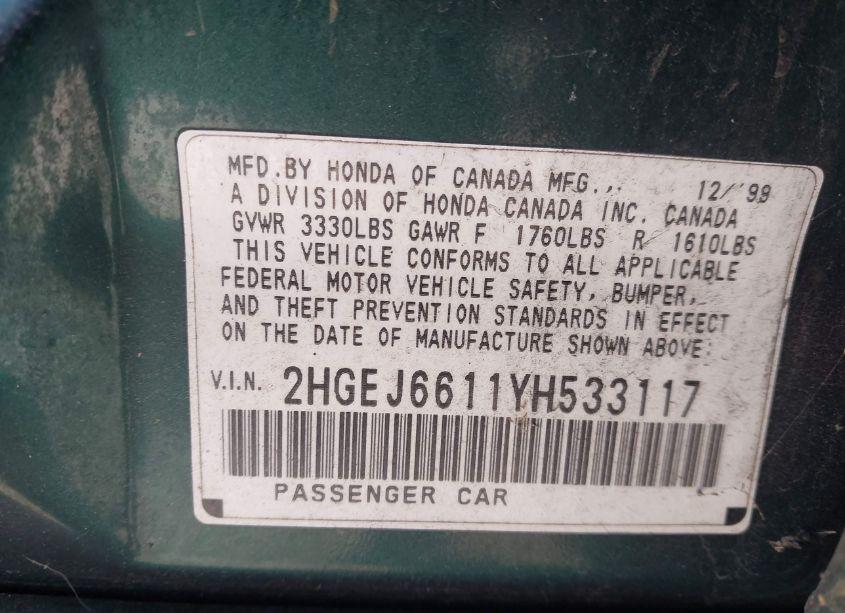 MFD.BY HONDA OF CANADA MFG... 12/'99
A DIVISION OF HONDA CANADA INC. CANADA
GVWR 3330LBS GAWR F 1760LBS R 1610LBS
THIS VEHICLE CONFORMS TO ALL APPLICABLE
FEDERAL MOTOR VEHICLE SAFETY, BUMPER,
AND THEFT PREVENTION STANDARDS IN EFFECT
ON THE DATE OF MANUFACTURE SHOWN ABOVE:
V.I.N. 2HGEJ6611YH533117
PASSENGER CAR